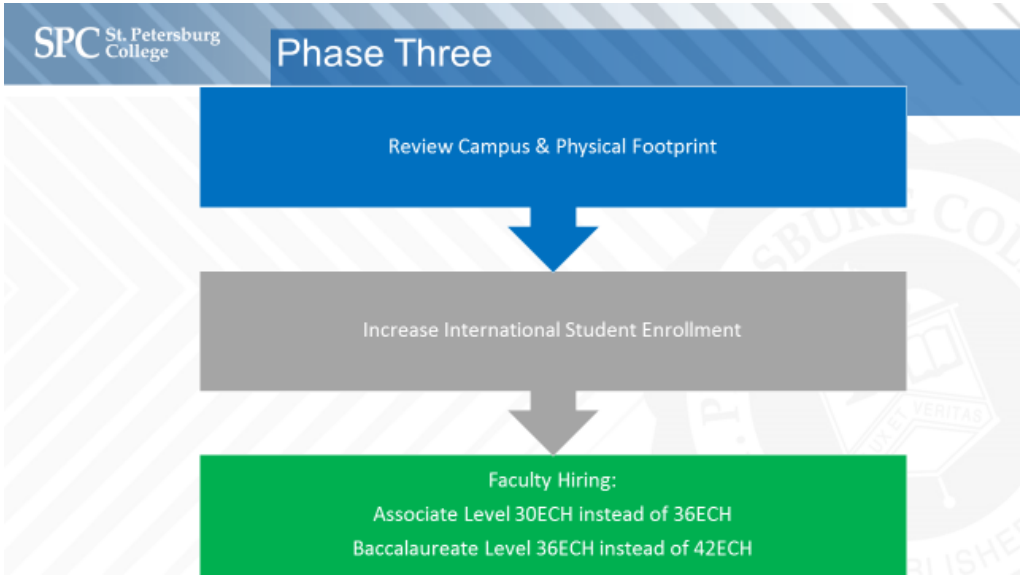 SPC St. Petersburg
College
Phase Three
Review Campus & Physical Footprint
Increase International Student Enrollment
Faculty Hiring:
Associate Level 30ECH instead of 36ECH
Baccalaureate Level 36ECH instead of 42ECH
VERITAS